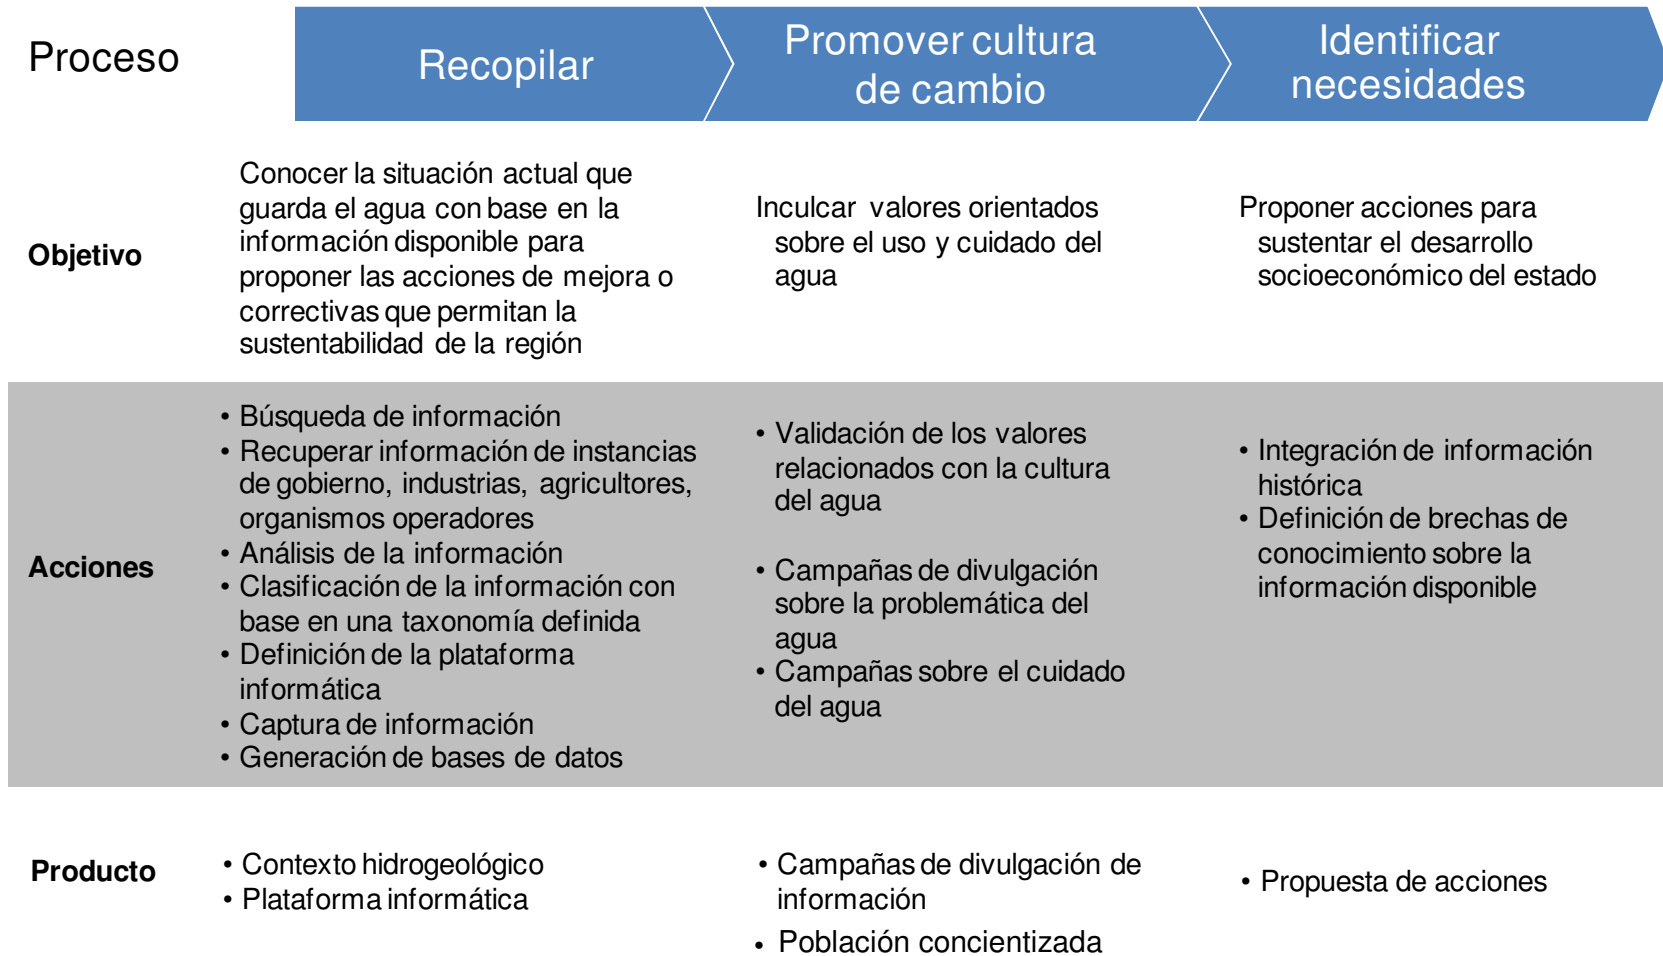 Proceso
Recopilar
Promover cultura
de cambio
Identificar
necesidades
Objetivo
Conocer la situación actual que
guarda el agua con base en la
información disponible para
proponer las acciones de mejora o
correctivas que permitan la
sustentabilidad de la región
Inculcar valores orientados
sobre el uso y cuidado del
agua
Proponer acciones para
sustentar el desarrollo
socioeconómico del estado
Acciones
• Búsqueda de información
• Recuperar información de instancias
de gobierno, industrias, agricultores,
organismos operadores
• Análisis de la información
• Clasificación de la información con
base en una taxonomía definida
• Definición de la plataforma
informática
• Captura de información
• Generación de bases de datos
• Validación de los valores
relacionados con la cultura
del agua
• Campañas de divulgación
sobre la problemática del
agua
• Campañas sobre el cuidado
del agua
• Integración de información
histórica
• Definición de brechas de
conocimiento sobre la
información disponible
Producto
• Contexto hidrogeológico
• Plataforma informática
• Campañas de divulgación de
información
• Población concientizada
• Propuesta de acciones